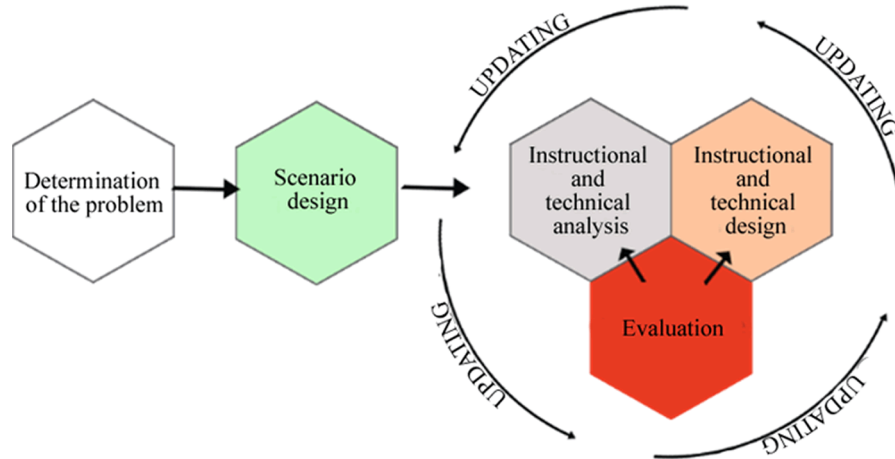 Determination
of the problem
Scenario
design
UPDATING
UPDATING
Instructional
and
technical
analysis
Instructional
and
technical
design
Evaluation
UPDATING
UPDATING